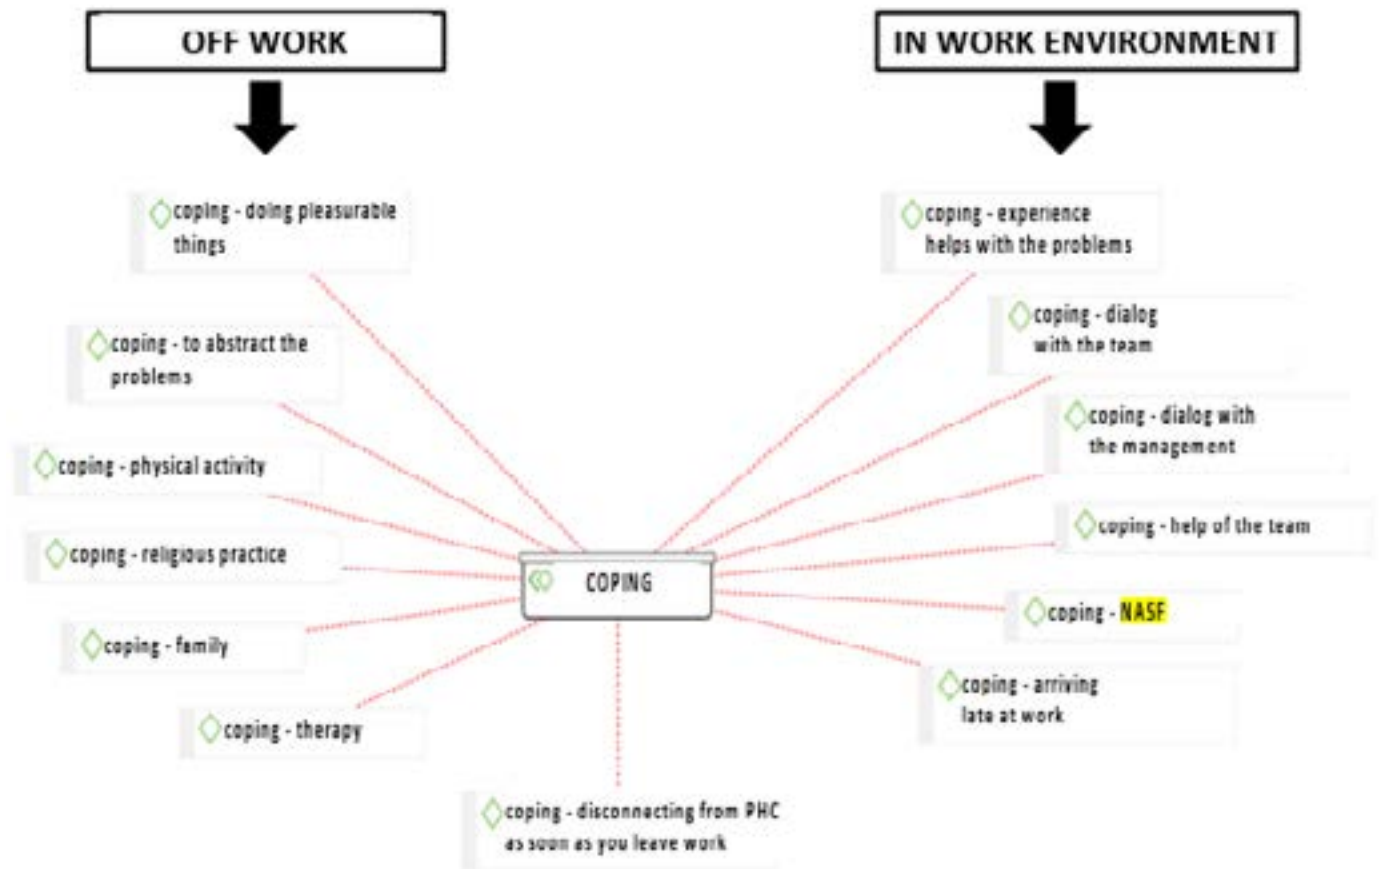 OFF WORK
IN WORK ENVIRONMENT
coping - doing pleasurable
things
coping - to abstract the
problems
coping - physical activity
coping - religious practice
coping - family
coping - therapy
COPING
coping - experience
helps with the problems
coping - dialog
with the team
coping - dialog with
the management
coping - help of the team
coping - NASF
coping - arriving
late at work
coping - disconnecting from PHC
as soon as you leave work